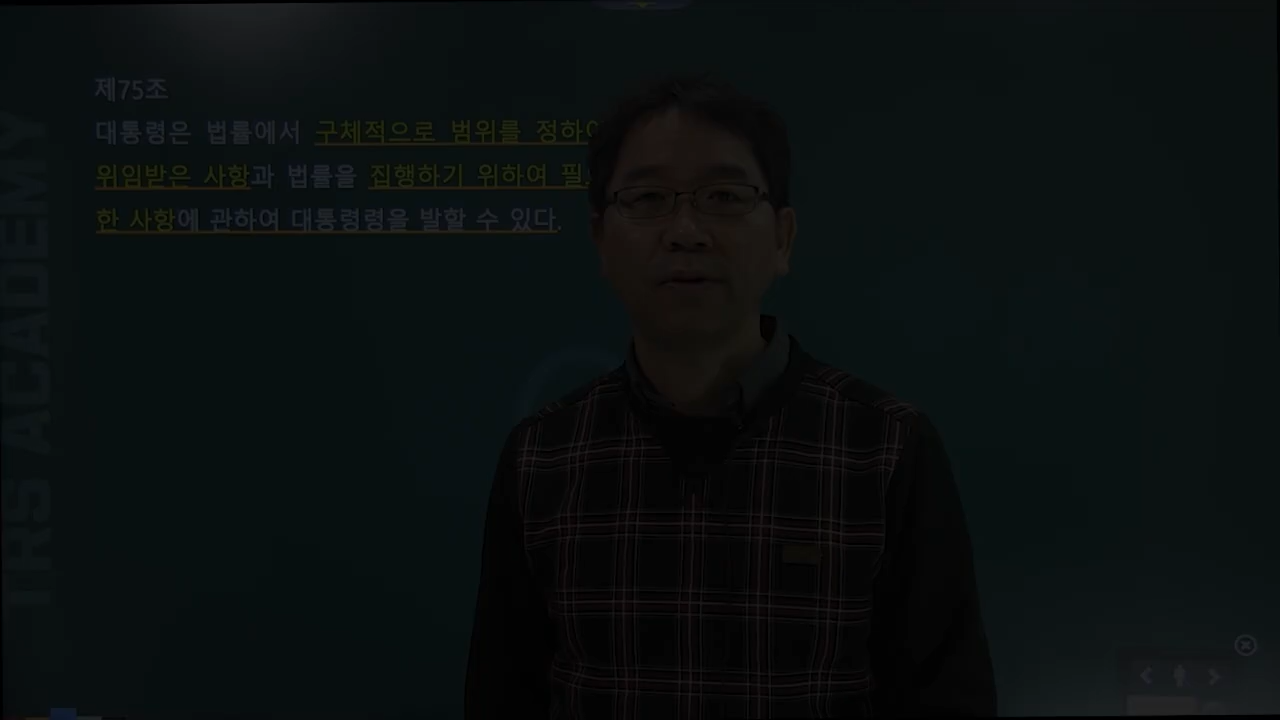 제75조
대통령은 법률에서 구체적으로 범위를 정하여
위임받은 사항과 법률을 집행하기 위하여 필
한 사항에 관하여 대통령령을 발할 수 있다.
TRS ACADEMY